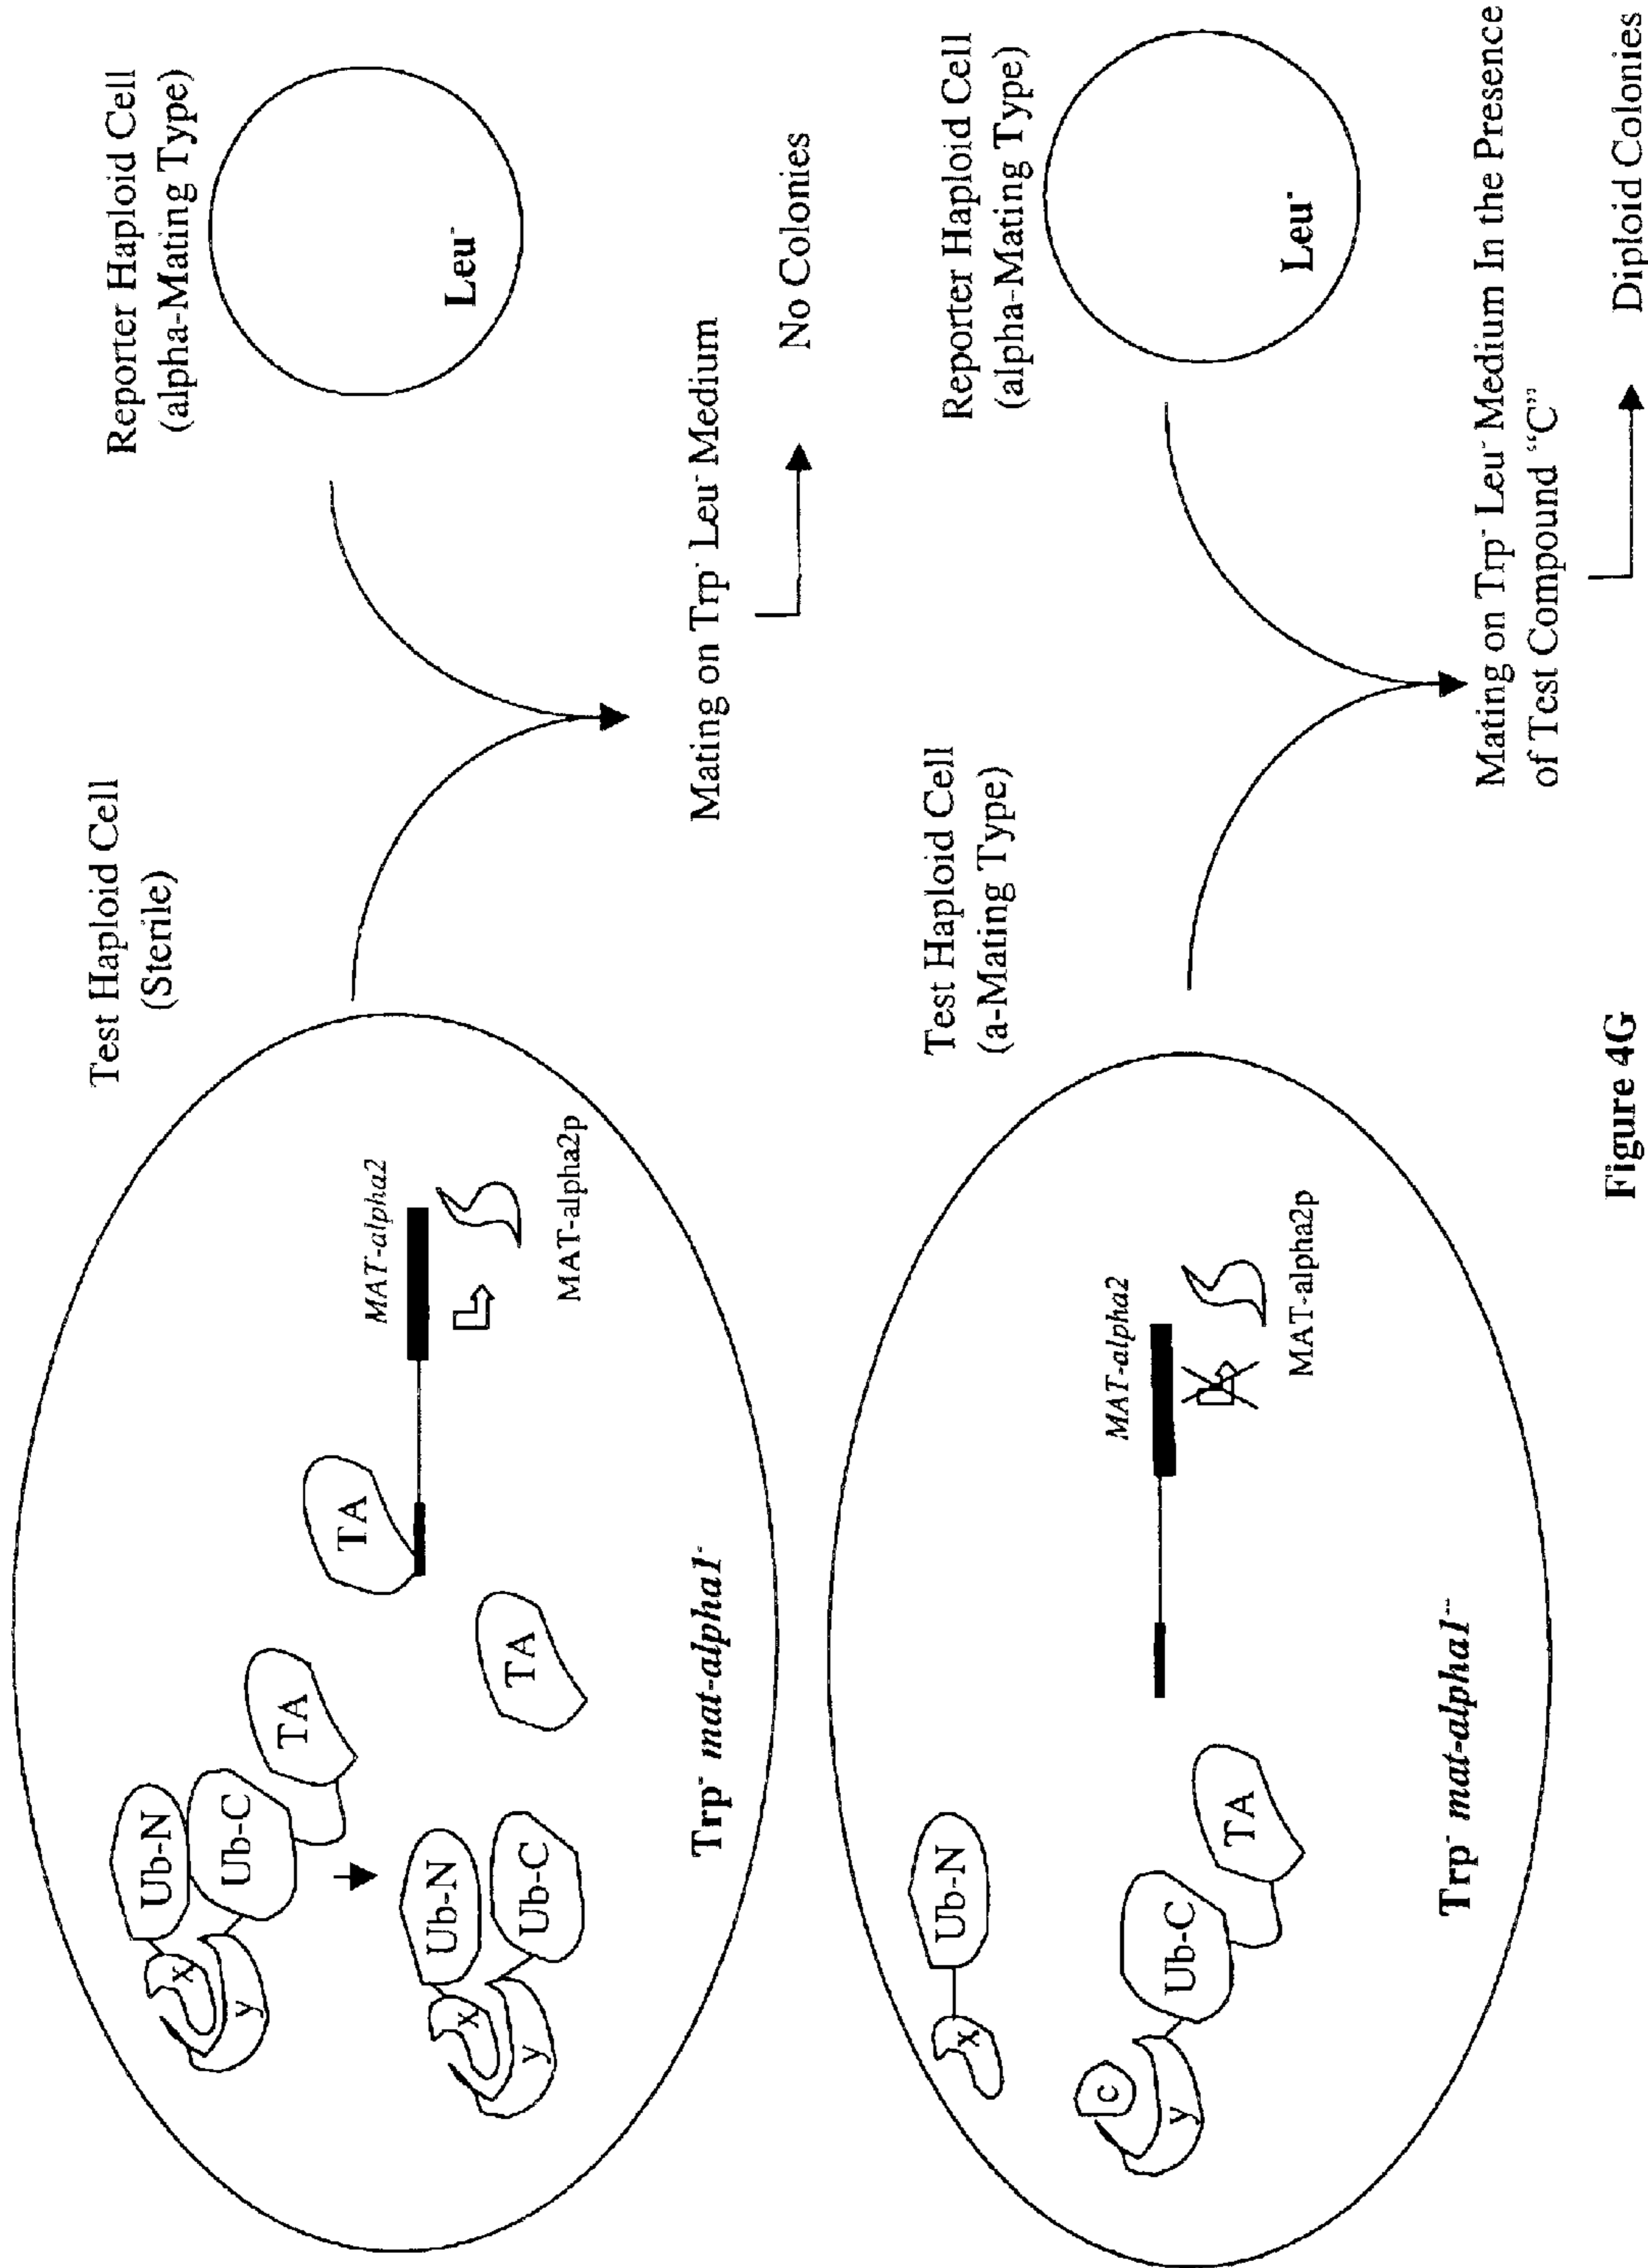 Test Haploid Cell
(Sterile)
Reporter Haploid Cell
(alpha-Mating Type)
Ub-N
Ub-C
x
y
TA
Ub-N
Ub-C
x
y
TA
TA
MAT-alpha2
MAT-alpha2p
Trp⁻ mat-alpha1⁻
Leu⁻
Mating on Trp⁻ Leu⁻ Medium
No Colonies
Test Haploid Cell
(a-Mating Type)
Reporter Haploid Cell
(alpha-Mating Type)
x
Ub-N
c
y
Ub-C
TA
MAT-alpha2
MAT-alpha2p
Trp⁻ mat-alpha1⁻
Leu⁻
Mating on Trp⁻ Leu⁻ Medium In the Presence
of Test Compound “C”
Diploid Colonies
Figure 4G